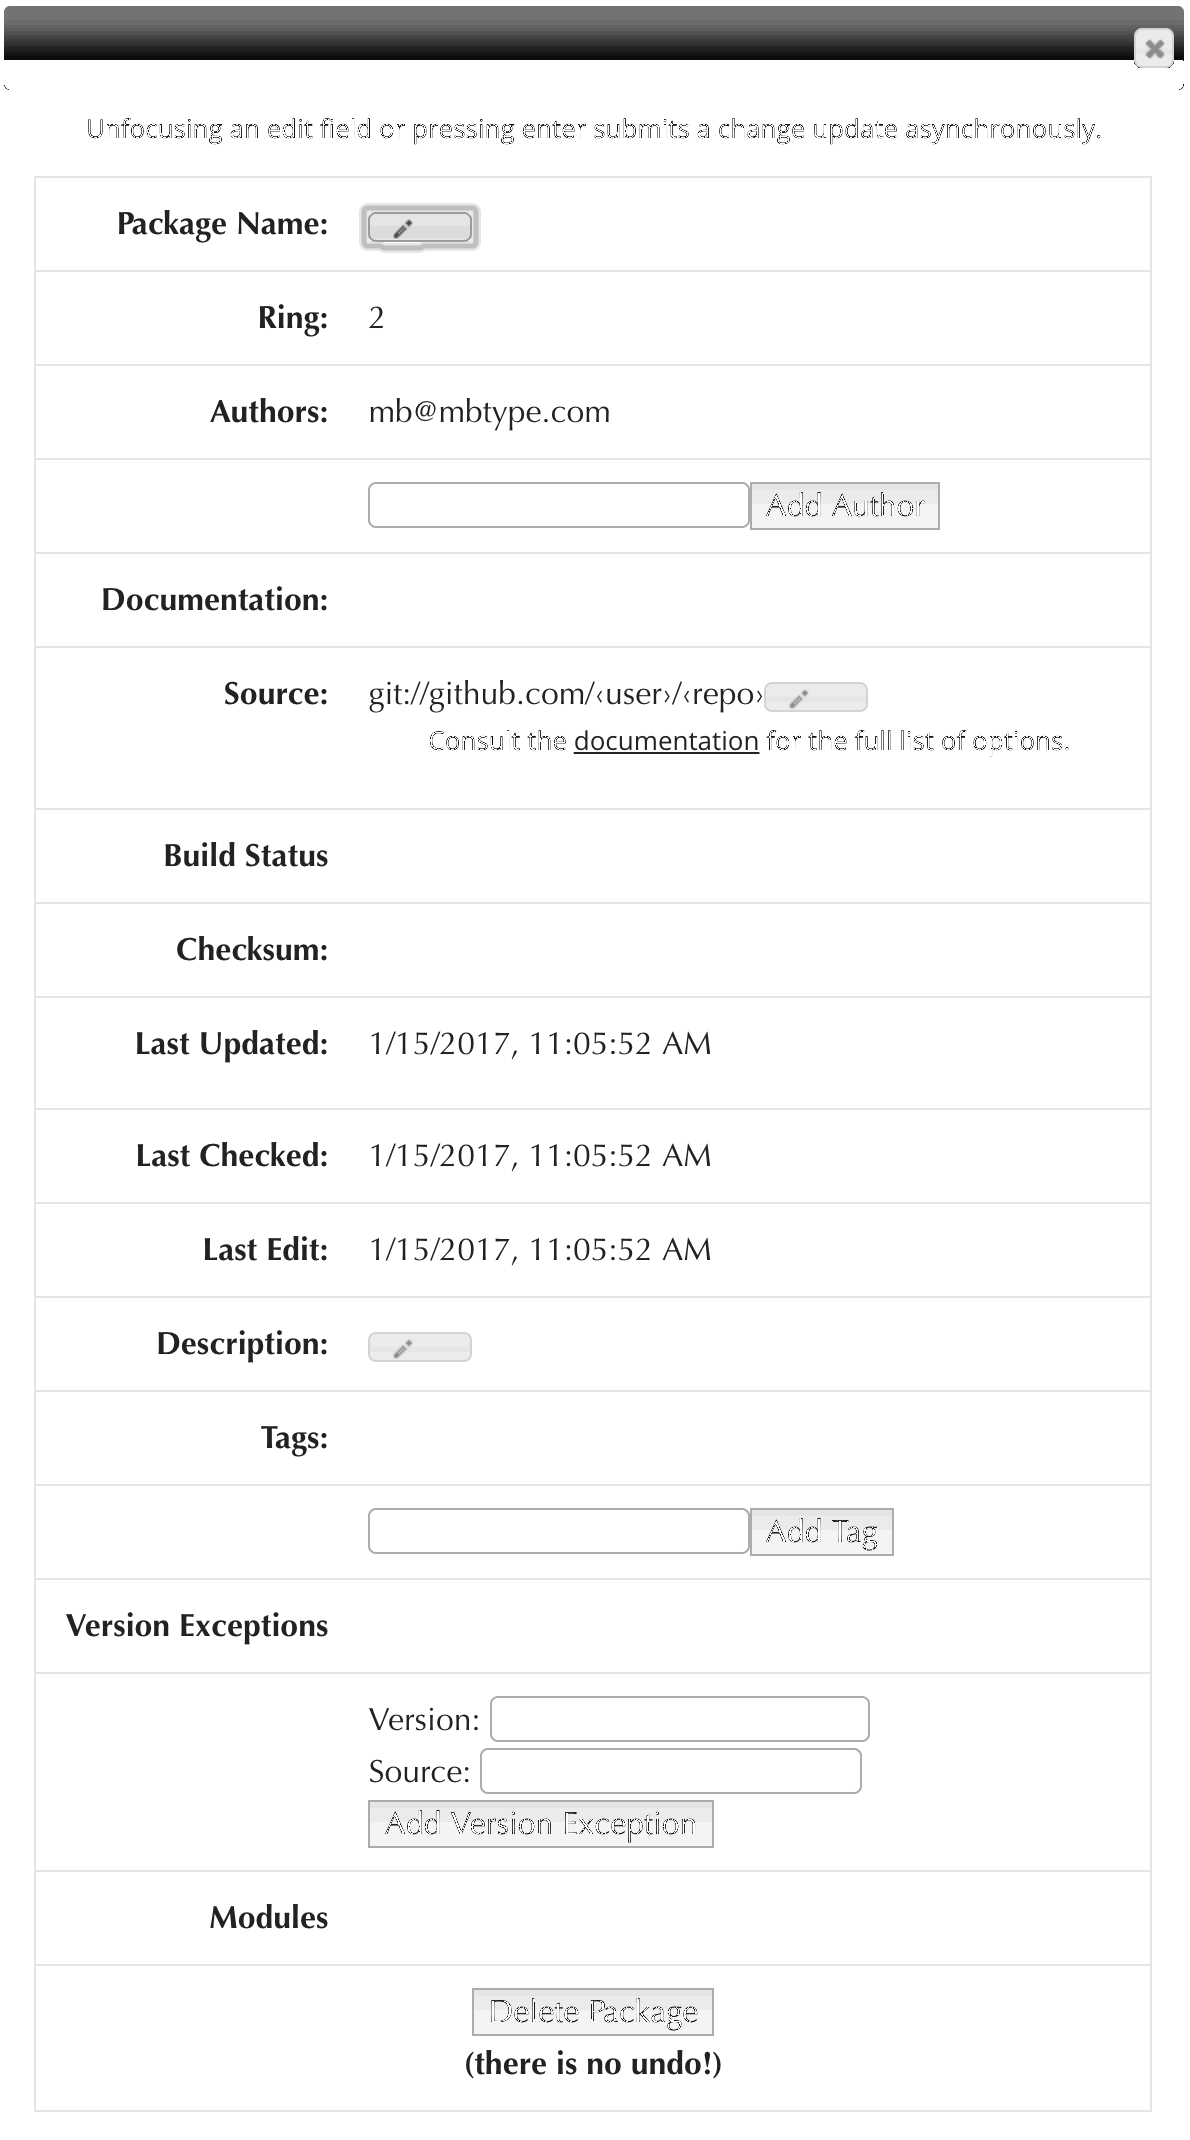 Unfocusing an edit field or pressing enter submits a change update asynchronously.
Package Name:
Ring: 2
Authors: mb@mbtype.com
Add Author
Documentation:
Source: git://github.com/‹user›/‹repo›
Consult the documentation for the full list of options.
Build Status
Checksum:
Last Updated: 1/15/2017, 11:05:52 AM
Last Checked: 1/15/2017, 11:05:52 AM
Last Edit: 1/15/2017, 11:05:52 AM
Description:
Tags:
Add Tag
Version Exceptions
Version:
Source:
Add Version Exception
Modules
Delete Package
(there is no undo!)